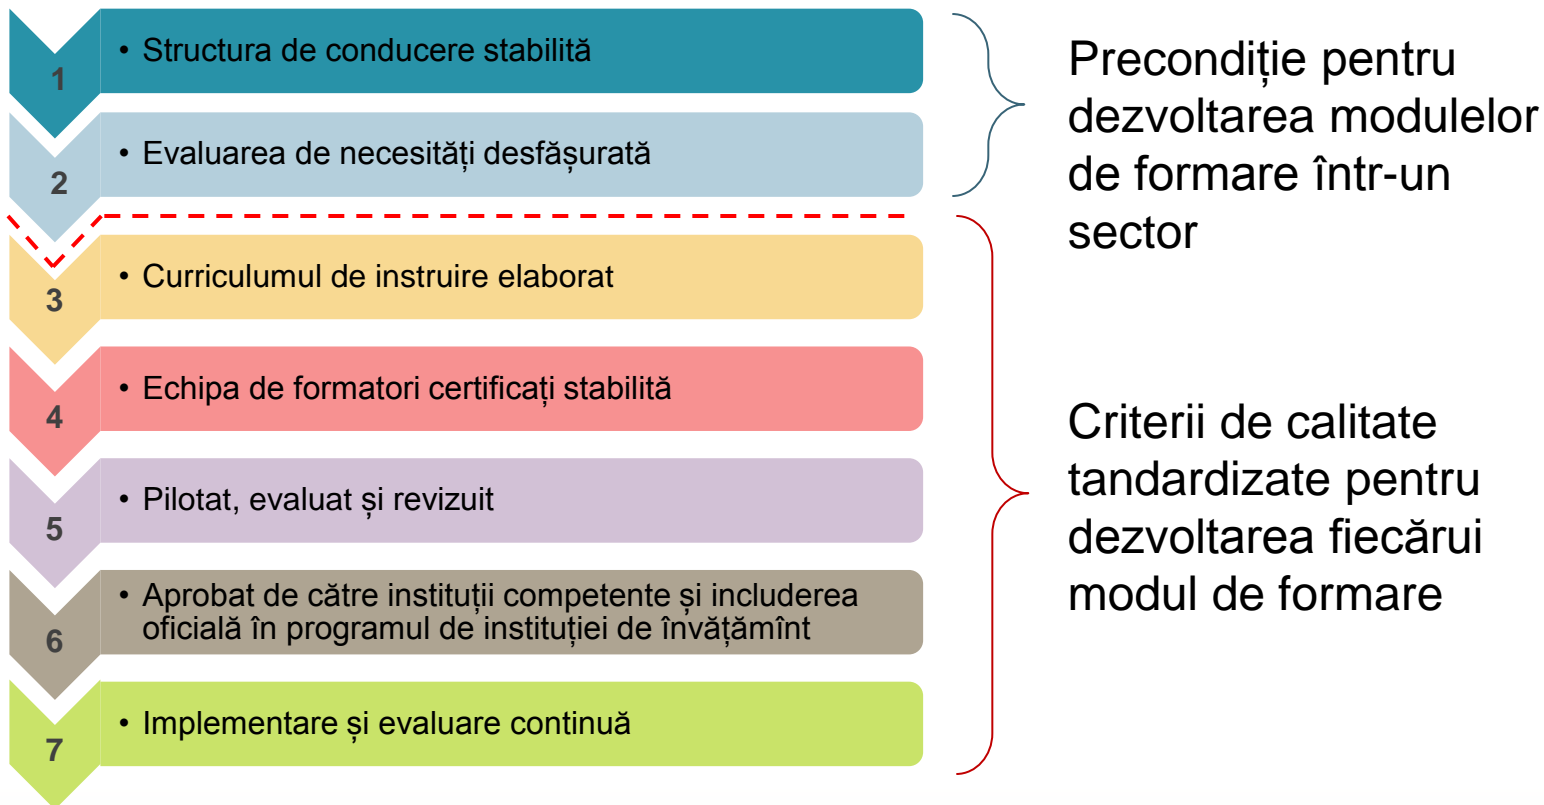 1
• Structura de conducere stabilită
2
• Evaluarea de necesități desfășurată
3
• Curriculumul de instruire elaborat
4
• Echipa de formatori certificați stabilită
5
• Pilotat, evaluat și revizuit
6
• Aprobat de către instituții competente și includerea
oficială în programul de instituției de învățămînt
7
• Implementare și evaluare continuă
Precondiție pentru
dezvoltarea modulelor
de formare într-un
sector
Criterii de calitate
tandardizate pentru
dezvoltarea fiecărui
modul de formare